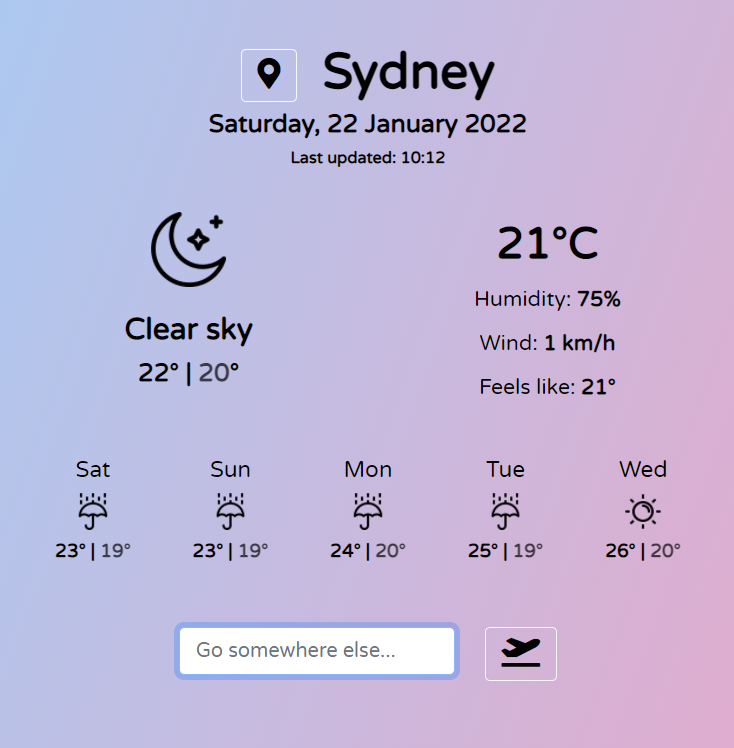 Sydney
Saturday, 22 January 2022
Last updated: 10:12
Clear sky
22° | 20°
21°C
Humidity: 75%
Wind: 1 km/h
Feels like: 21°
Sat Sun Mon Tue Wed
23° | 19° 23° | 19° 24° | 20° 25° | 19° 26° | 20°
Go somewhere else...